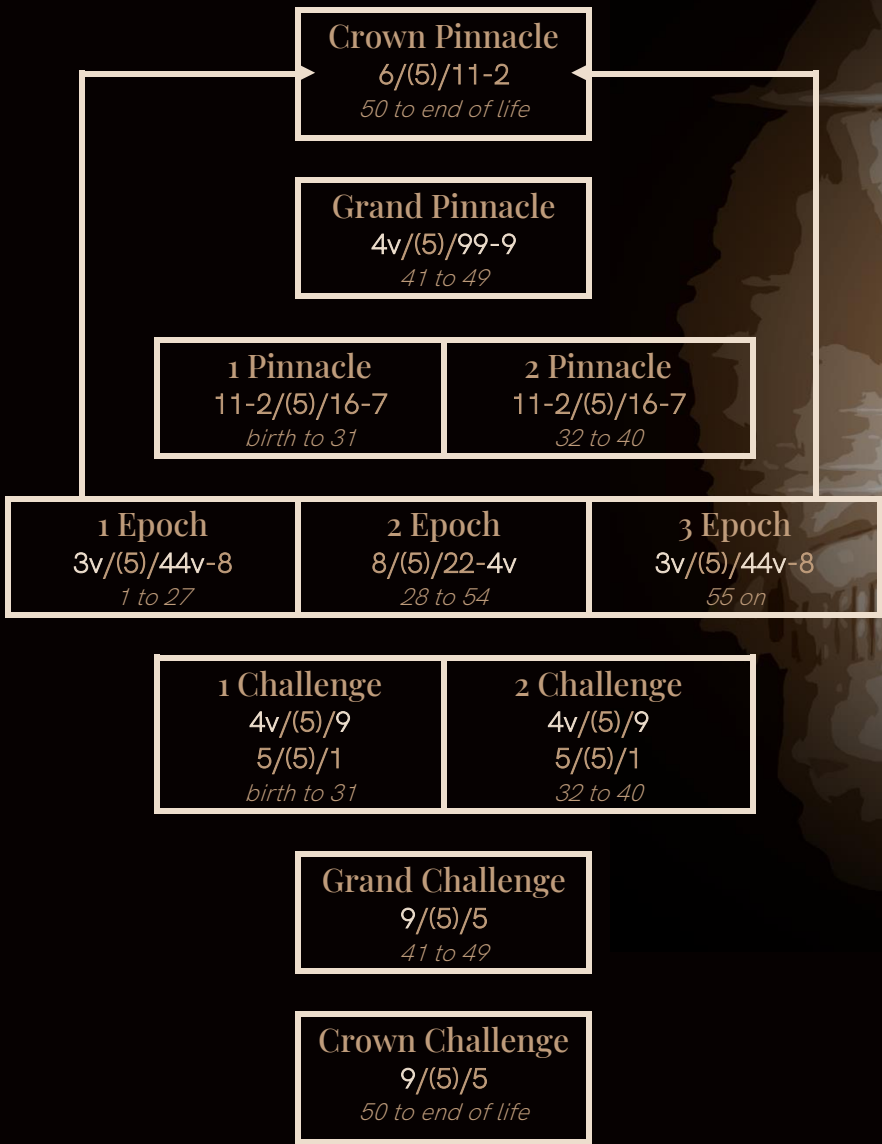 Crown Pinnacle
6/(5)/11-2
50 to end of life
Grand Pinnacle
4v/(5)/99-9
41 to 49
1 Pinnacle
11-2/(5)/16-7
birth to 31
2 Pinnacle
11-2/(5)/16-7
32 to 40
1 Epoch
3v/(5)/44v-8
1 to 27
2 Epoch
8/(5)/22-4v
28 to 54
3 Epoch
3v/(5)/44v-8
55 on
1 Challenge
4v/(5)/9
5/(5)/1
birth to 31
2 Challenge
4v/(5)/9
5/(5)/1
32 to 40
Grand Challenge
9/(5)/5
41 to 49
Crown Challenge
9/(5)/5
50 to end of life